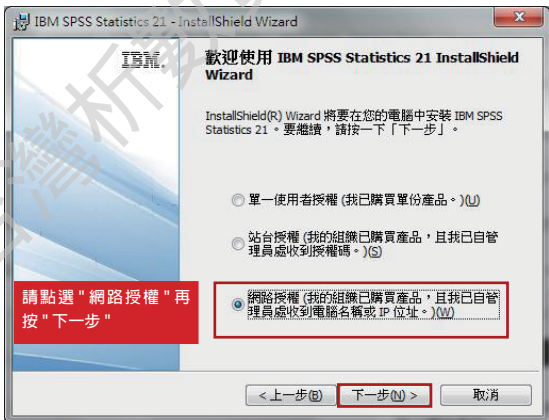 IBM SPSS Statistics 21 - InstallShield Wizard
IBM.
歡迎使用 IBM SPSS Statistics 21 InstallShield
Wizard
InstallShield(R) Wizard 將要在您的電腦中安裝 IBM SPSS
Statistics 21。要繼續，請按一下「下一步」。
單一使用者授權 (我已購買單份產品。)(U)
站台授權 (我的組織已購買產品，且我已自管
理員處收到授權碼。)(S)
網路授權 (我的組織已購買產品，且我已自管
理員處收到電腦名稱或 IP 位址。)(W)
請點選"網路授權"再
按"下一步"
<上一步(B)
下一步(N) >
取消
灣析數